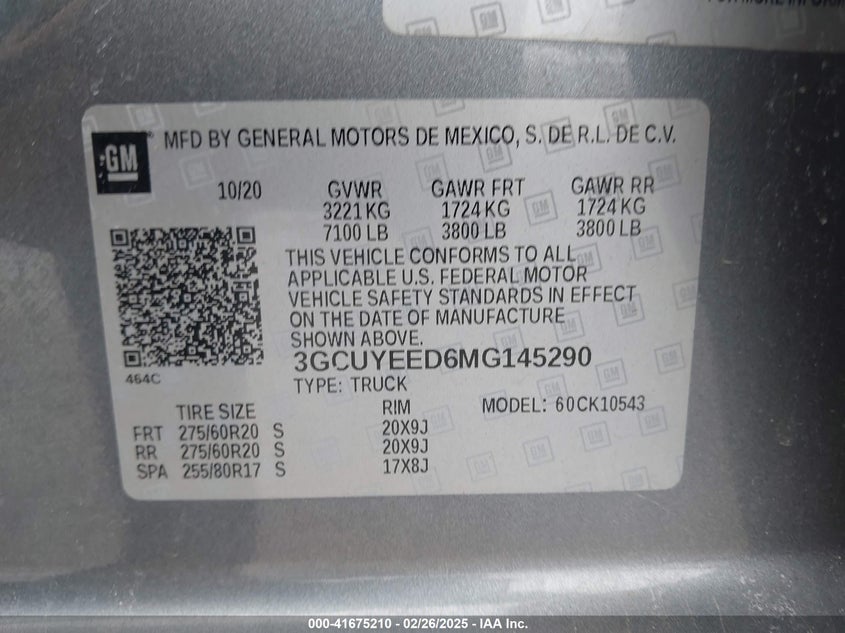 GM ® MFD BY GENERAL MOTORS DE MEXICO, S. DE R.L. DE C.V.
10/20 GVWR GAWR FRT GAWR RR
3221 KG 1724 KG 1724 KG
7100 LB 3800 LB 3800 LB
THIS VEHICLE CONFORMS TO ALL
APPLICABLE U.S. FEDERAL MOTOR
VEHICLE SAFETY STANDARDS IN EFFECT
ON THE DATE OF MANUFACTURE
SHOWN ABOVE.
3GCUYEED6MG145290
464C
TYPE: TRUCK
TIRE SIZE RIM MODEL: 60CK10543
FRT 275/60R20 S 20X9J
RR 275/60R20 S 20X9J
SPA 255/80R17 S 17X8J
000-41675210 - 02/26/2025 - IAA Inc.